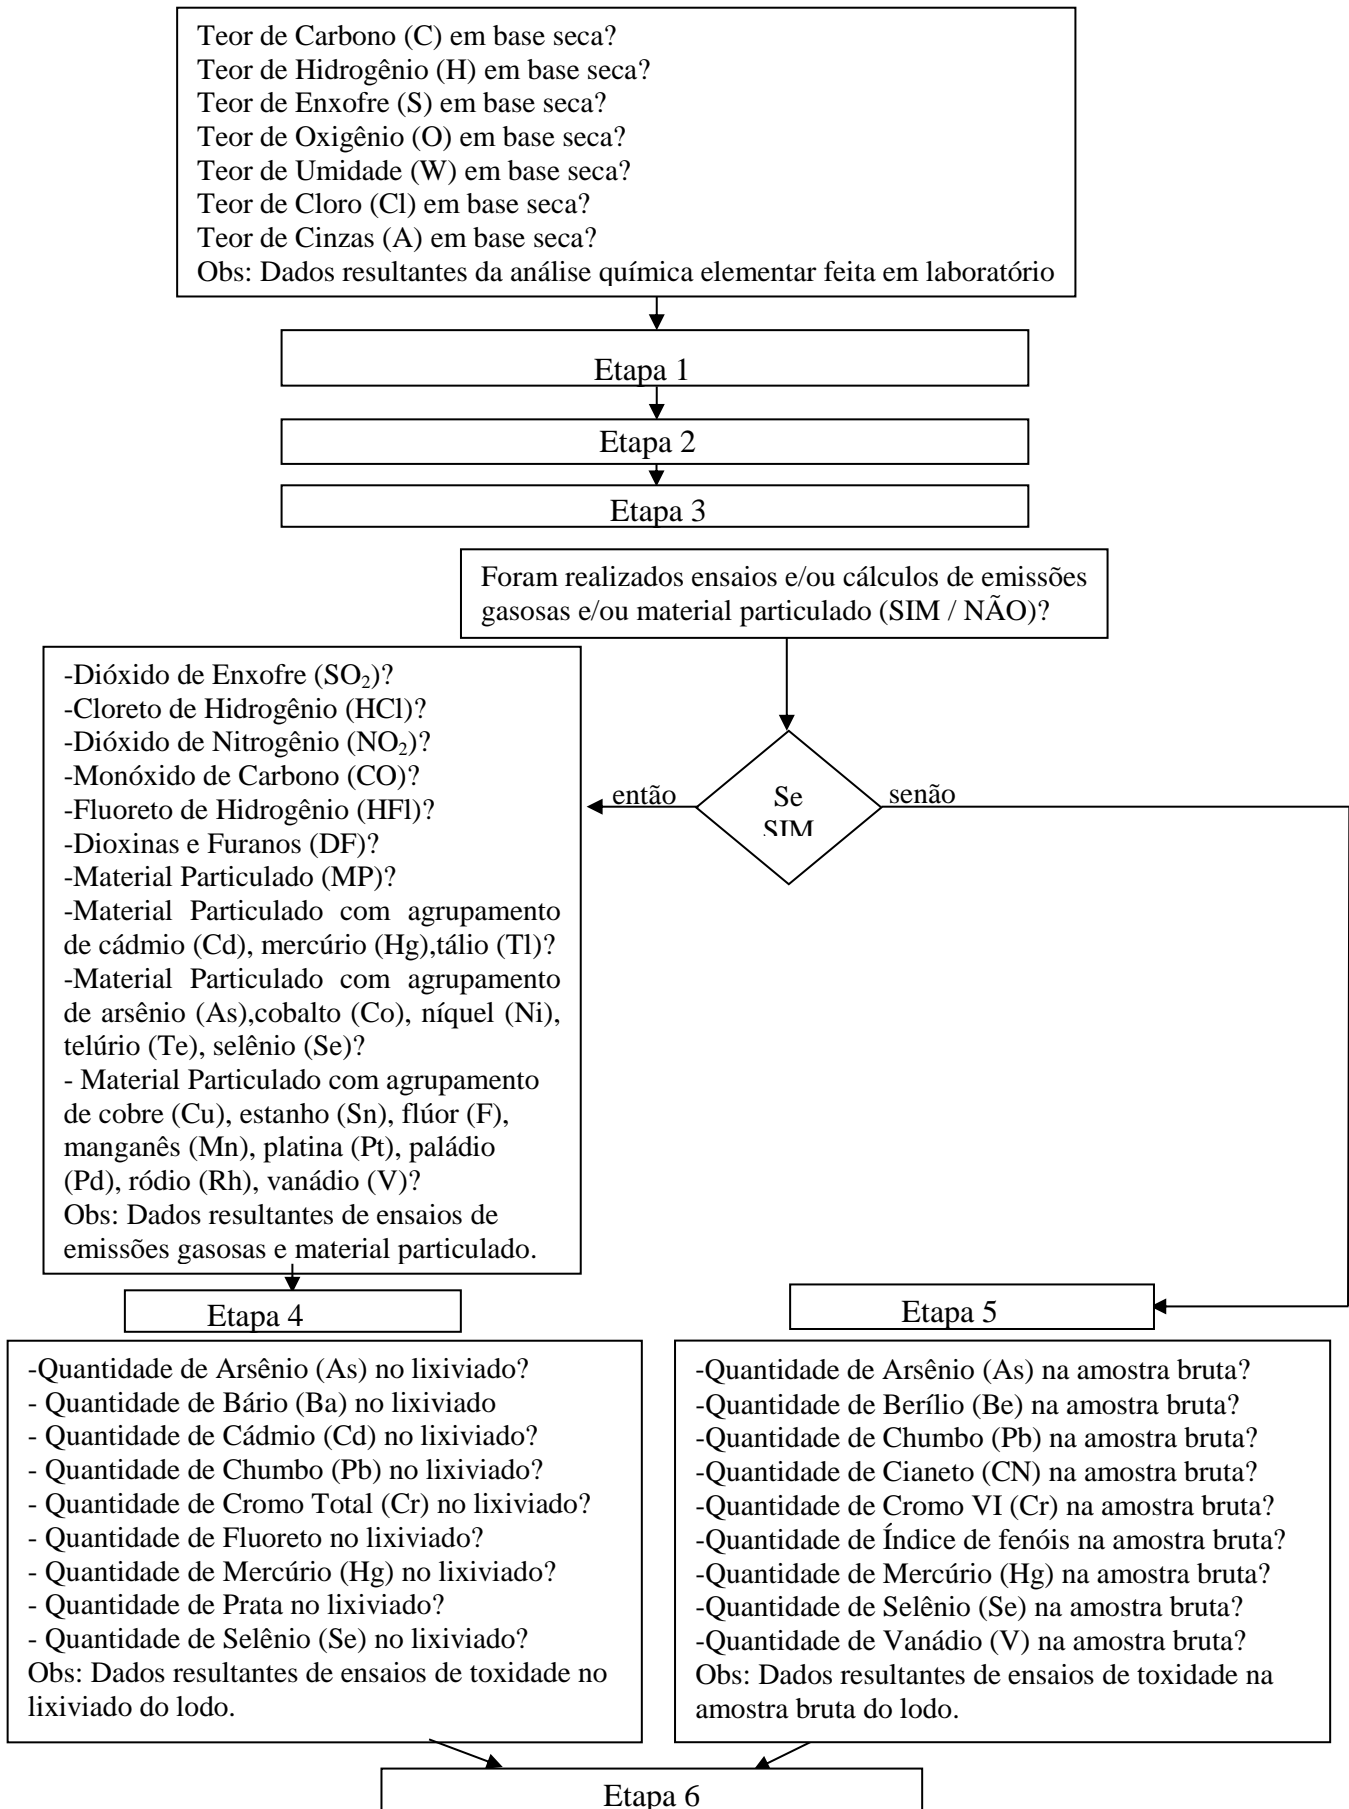 Teor de Carbono (C) em base seca?
Teor de Hidrogênio (H) em base seca?
Teor de Enxofre (S) em base seca?
Teor de Oxigênio (O) em base seca?
Teor de Umidade (W) em base seca?
Teor de Cloro (Cl) em base seca?
Teor de Cinzas (A) em base seca?
Obs: Dados resultantes da análise química elementar feita em laboratório
Etapa 1
Etapa 2
Etapa 3
Foram realizados ensaios e/ou cálculos de emissões
gasosas e/ou material particulado (SIM / NÃO)?
Se
SIM
então
senão
-Dióxido de Enxofre (SO₂)?
-Cloreto de Hidrogênio (HCl)?
-Dióxido de Nitrogênio (NO₂)?
-Monóxido de Carbono (CO)?
-Fluoreto de Hidrogênio (HFl)?
-Dioxinas e Furanos (DF)?
-Material Particulado (MP)?
-Material Particulado com agrupamento
de cádmio (Cd), mercúrio (Hg),tálio (Tl)?
-Material Particulado com agrupamento
de arsênio (As),cobalto (Co), níquel (Ni),
telúrio (Te), selênio (Se)?
- Material Particulado com agrupamento
de cobre (Cu), estanho (Sn), flúor (F),
manganês (Mn), platina (Pt), paládio
(Pd), ródio (Rh), vanádio (V)?
Obs: Dados resultantes de ensaios de
emissões gasosas e material particulado.
Etapa 4
Etapa 5
-Quantidade de Arsênio (As) no lixiviado?
- Quantidade de Bário (Ba) no lixiviado
- Quantidade de Cádmio (Cd) no lixiviado?
- Quantidade de Chumbo (Pb) no lixiviado?
- Quantidade de Cromo Total (Cr) no lixiviado?
- Quantidade de Fluoreto no lixiviado?
- Quantidade de Mercúrio (Hg) no lixiviado?
- Quantidade de Prata no lixiviado?
- Quantidade de Selênio (Se) no lixiviado?
Obs: Dados resultantes de ensaios de toxidade no
lixiviado do lodo.
-Quantidade de Arsênio (As) na amostra bruta?
-Quantidade de Berílio (Be) na amostra bruta?
-Quantidade de Chumbo (Pb) na amostra bruta?
-Quantidade de Cianeto (CN) na amostra bruta?
-Quantidade de Cromo VI (Cr) na amostra bruta?
-Quantidade de Índice de fenóis na amostra bruta?
-Quantidade de Mercúrio (Hg) na amostra bruta?
-Quantidade de Selênio (Se) na amostra bruta?
-Quantidade de Vanádio (V) na amostra bruta?
Obs: Dados resultantes de ensaios de toxidade na
amostra bruta do lodo.
Etapa 6